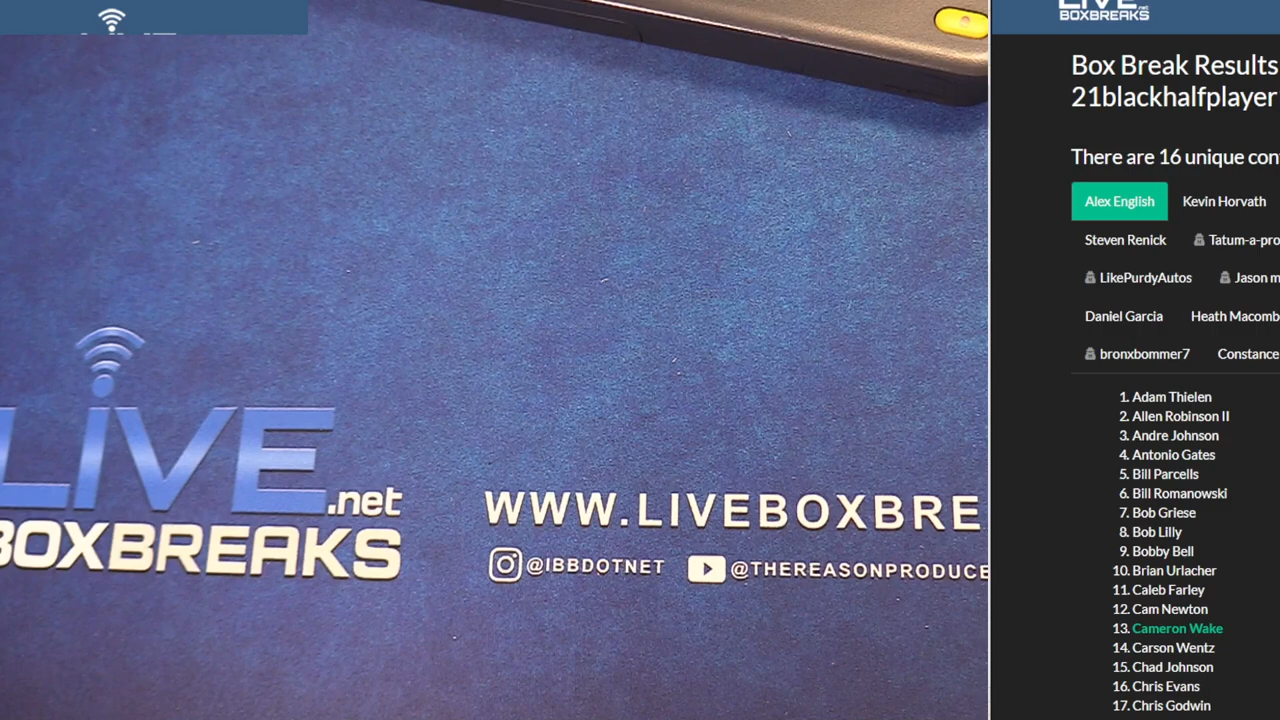 LIVE.net
BOXBREAKS
WWW.LIVEBOXBRE
@IBBDOTNET
@THEREASONPRODUCE
LIVE.net
BOXBREAKS
Box Break Results
21blackhalfplayer
There are 16 unique con
Alex English
Kevin Horvath
Steven Renick
Tatum-a-pro
LikePurdyAutos
Jason m
Daniel Garcia
Heath Macomb
bronxbommer7
Constance
1. Adam Thielen
2. Allen Robinson II
3. Andre Johnson
4. Antonio Gates
5. Bill Parcells
6. Bill Romanowski
7. Bob Griese
8. Bob Lilly
9. Bobby Bell
10. Brian Urlacher
11. Caleb Farley
12. Cam Newton
13. Cameron Wake
14. Carson Wentz
15. Chad Johnson
16. Chris Evans
17. Chris Godwin